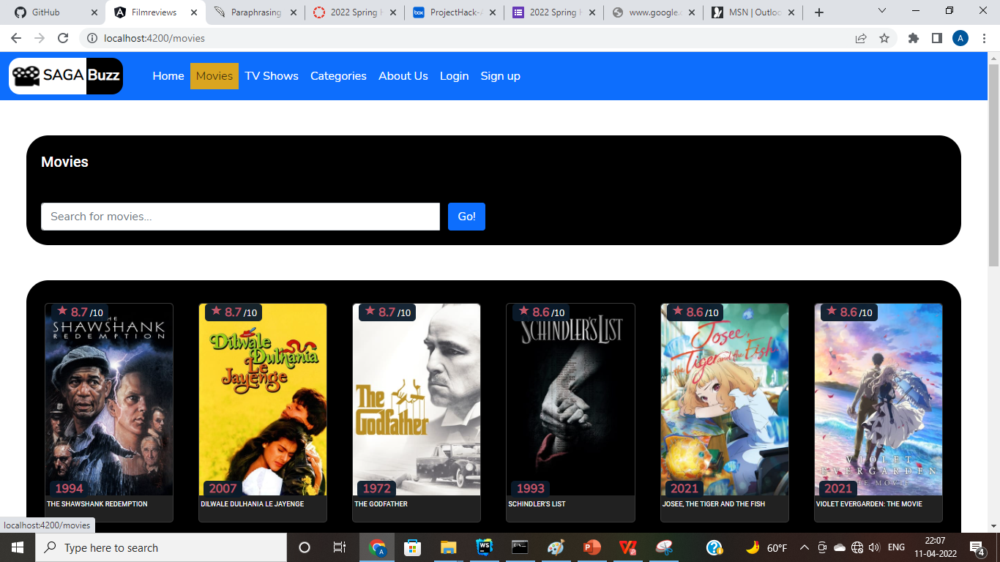 GitHub
Filmreviews
Paraphrasing
2022 Spring H
ProjectHack-A
2022 Spring H
www.google.c
MSN | Outloo
localhost:4200/movies
A
SAGA Buzz
Home Movies TV Shows Categories About Us Login Sign up
Movies
Search for movies... Go!
★ 8.7 /10
THE
SHAWSHANK
REDEMPTION
1994
THE SHAWSHANK REDEMPTION
★ 8.7 /10
Dilwale
Dulhania
Le
Jayenge
2007
DILWALE DULHANIA LE JAYENGE
★ 8.7 /10
The
Godfather
1972
THE GODFATHER
★ 8.6 /10
SCHINDLER'S LIST
1993
SCHINDLER'S LIST
★ 8.6 /10
Josee,
the Tiger and the Fish
2021
JOSEE, THE TIGER AND THE FISH
★ 8.6 /10
VIOLET
EVERGARDEN
THE MOVIE
2021
VIOLET EVERGARDEN: THE MOVIE
localhost:4200/movies
Type here to search
60°F
ENG
22:07
11-04-2022
4